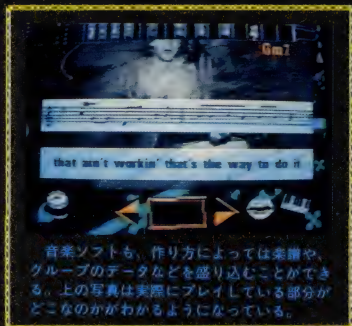 Gm7
that ain't workin' that's the way to do it
音楽ソフトも、作り方によっては楽譜や、
グループのデータなどを盛り込むことができ
る。上の写真は実際にプレイしている部分が
どこなのかがわかるようになっている。